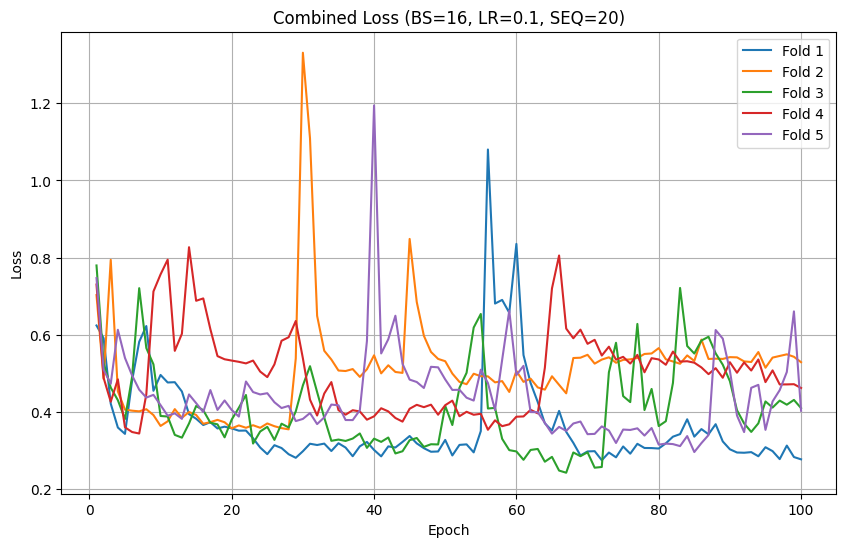 Combined Loss (BS=16, LR=0.1, SEQ=20)
Fold 1
Fold 2
Fold 3
Fold 4
Fold 5
Loss
1.2
1.0
0.8
0.6
0.4
0.2
0
20
40
60
80
100
Epoch